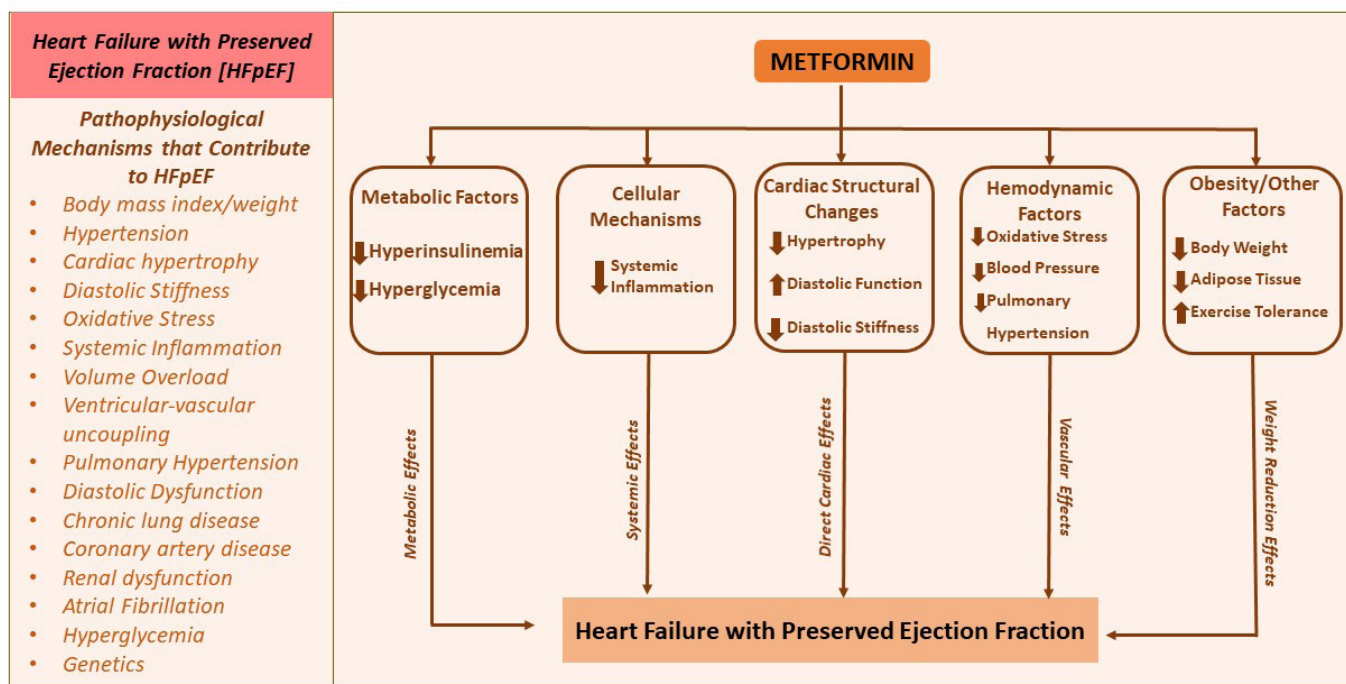 Heart Failure with Preserved
Ejection Fraction [HFpEF]
Pathophysiological
Mechanisms that Contribute
to HFpEF
• Body mass index/weight
• Hypertension
• Cardiac hypertrophy
• Diastolic Stiffness
• Oxidative Stress
• Systemic Inflammation
• Volume Overload
• Ventricular-vascular
uncoupling
• Pulmonary Hypertension
• Diastolic Dysfunction
• Chronic lung disease
• Coronary artery disease
• Renal dysfunction
• Atrial Fibrillation
• Hyperglycemia
• Genetics
METFORMIN
Metabolic Factors
Hyperinsulinemia
Hyperglycemia
Cellular
Mechanisms
Systemic
Inflammation
Cardiac Structural
Changes
Hypertrophy
Diastolic Function
Diastolic Stiffness
Hemodynamic
Factors
Oxidative Stress
Blood Pressure
Pulmonary
Hypertension
Obesity/Other
Factors
Body Weight
Adipose Tissue
Exercise Tolerance
Metabolic Effects
Systemic Effects
Direct Cardiac Effects
Vascular Effects
Weight Reduction Effects
Heart Failure with Preserved Ejection Fraction